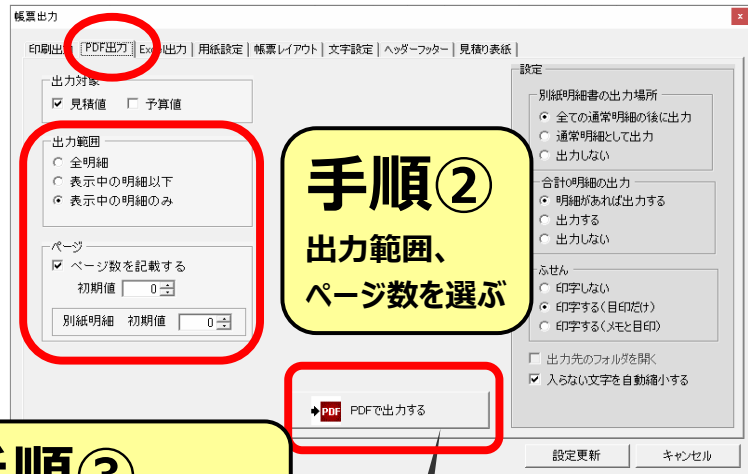 帳票出力
x
印刷出 PDF出力 Exc 出力 用紙設定 帳票レイアウト 文字設定 ヘッダーフッター 見積り表紙
出力対象
見積値 予算値
出力範囲
全明細
表示中の明細以下
表示中の明細のみ
ページ
ページ数を記載する
初期値 0
別紙明細 初期値 0
手順②
出力範囲、
ページ数を選ぶ
設定
別紙明細書の出力場所
全ての通常明細の後に出力
通常明細として出力
出力しない
合計0明細の出力
明細があれば出力する
出力する
出力しない
ふせん
印字しない
印字する(目印だけ)
印字する(メモと目印)
出力先のフォルダを開く
入らない文字を自動縮小する
PDF PDFで出力する
手順③
設定更新 キャンセル